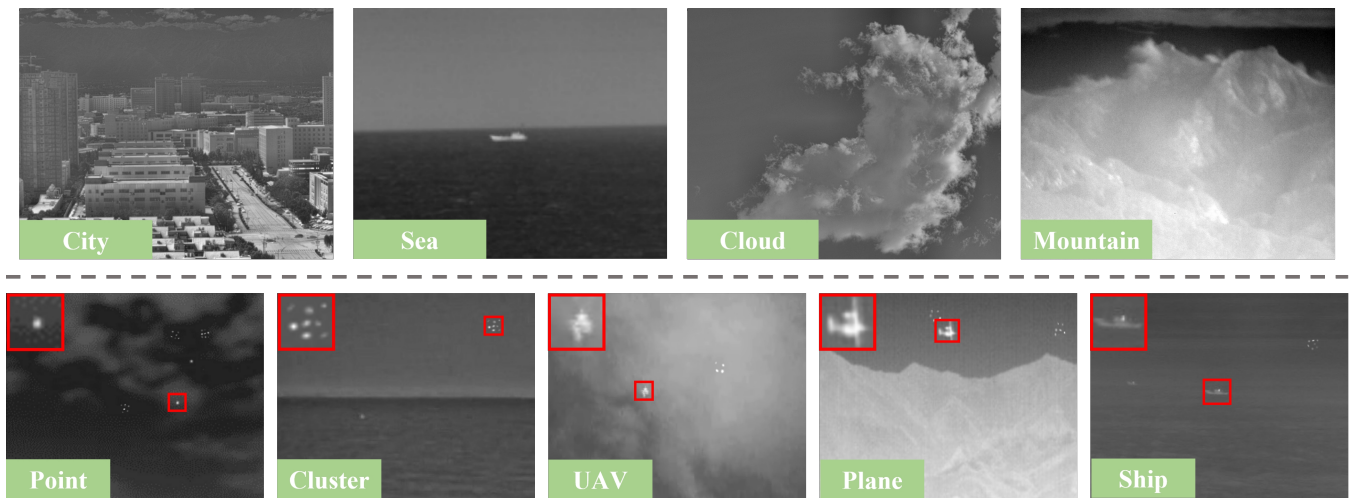 City
Sea
Cloud
Mountain
Point
Cluster
UAV
Plane
Ship